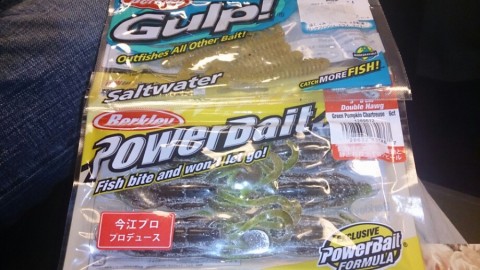 Berkley
Gulp!
Outfishes All Other Bait!
CATCH MORE FISH!
Saltwater
Berkley
PowerBait
Fish bite and won't let go!
Double Hawg
Green Pumpkin Chartreuse 8ct
今江プロ
プロデュース
EXCLUSIVE
PowerBait
FORMULA